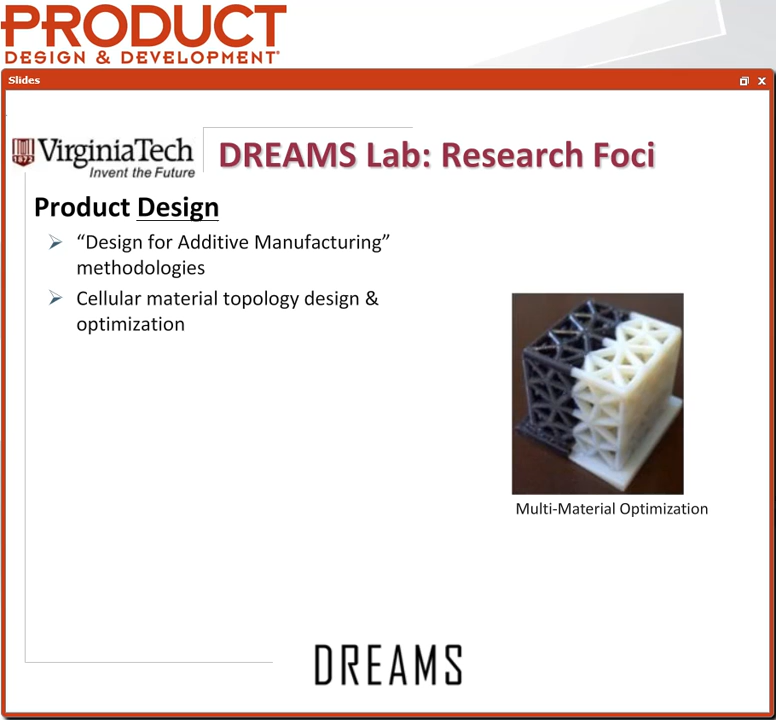 PRODUCT
DESIGN & DEVELOPMENT
Slides
VirginiaTech
1872
Invent the Future
DREAMS Lab: Research Foci
Product Design
“Design for Additive Manufacturing”
methodologies
Cellular material topology design &
optimization
Multi-Material Optimization
DREAMS